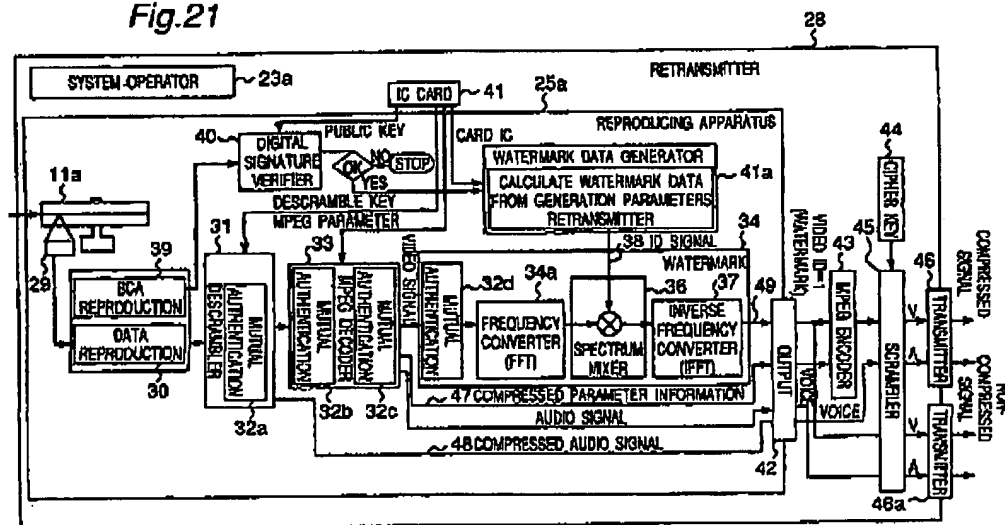 Fig.21
28
SYSTEM-OPERATOR
23a
RETRANSMITTER
IC CARD
41
25a
REPRODUCING APPARATUS
PUBLIC KEY
CARD IC
40
DIGITAL
SIGNATURE
VERIFIER
OK
NO
STOP
YES
WATERMARK DATA GENERATOR
CALCULATE WATERMARK DATA
FROM GENERATION PARAMETERS
RETRANSMITTER
41a
44
CIPHER KEY
11a
29
DESCRAMBLE KEY
MPEG PARAMETER
38 ID SIGNAL
WATERMARK
34
39
BCA
REPRODUCTION
DATA
REPRODUCTION
30
31
DESCRAMBLER
MUTUAL
AUTHENTICATION
32a
33
MUTUAL
AUTHENTICATION
MPEG DECODER
MUTUAL
AUTHENTICATION
32b
32c
VIDEO SIGNAL
MUTUAL
AUTHENTICATION
32d
34a
FREQUENCY
CONVERTER
(FFT)
36
SPECTRUM
MIXER
37
INVERSE
FREQUENCY
CONVERTER
(IFFT)
49
OUTPUT
42
VIDEO ID-1
(WATERMARK)
43
MPEG ENCODER
VOICE
VOICE
45
SCRAMBLER
V
A
V
A
46
TRANSMITTER
TRANSMITTER
46a
COMPRESSED
SIGNAL
COMPRESSED
SIGNAL
47 COMPRESSED PARAMETER INFORMATION
AUDIO SIGNAL
48 COMPRESSED AUDIO SIGNAL